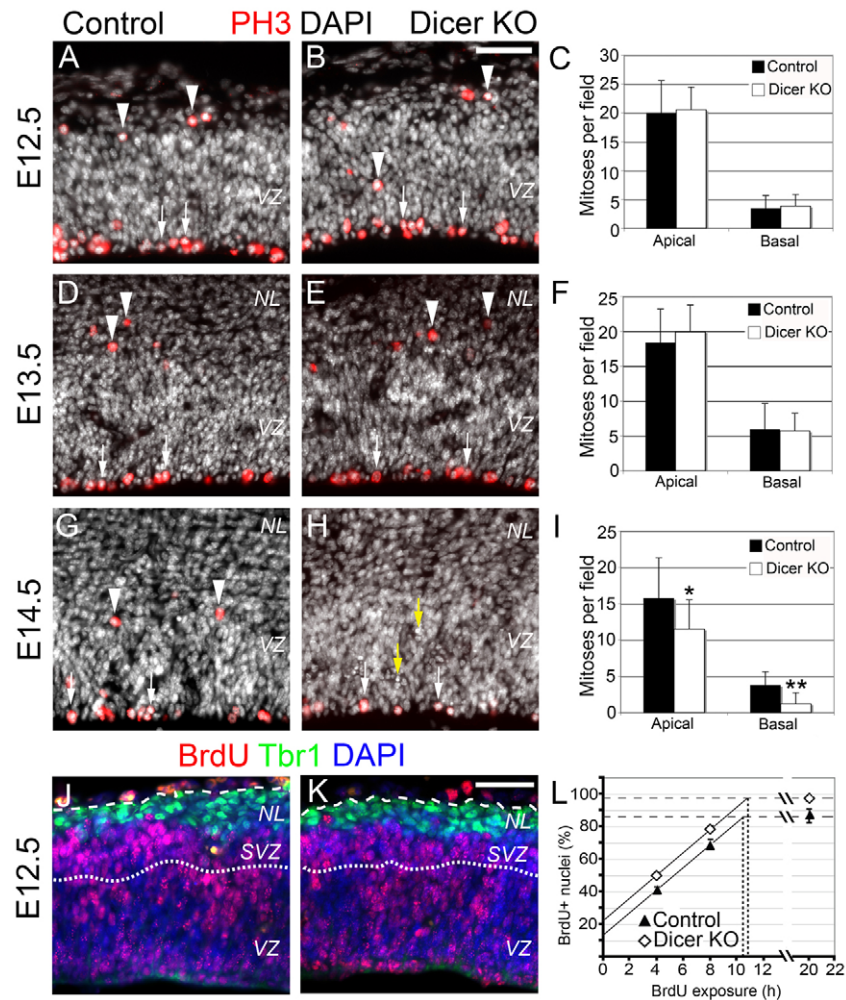 Control PH3 DAPI Dicer KO
E12.5
A
VZ
B
VZ
C
Mitoses per field
30
25
20
15
10
5
0
Control
Dicer KO
Apical Basal
E13.5
D
NL
VZ
E
NL
VZ
F
Mitoses per field
25
20
15
10
5
0
Control
Dicer KO
Apical Basal
E14.5
G
NL
VZ
H
NL
VZ
I
Mitoses per field
25
20
15
10
5
0
Control
Dicer KO
*
**
Apical Basal
BrdU Tbr1 DAPI
E12.5
J
NL
SVZ
VZ
K
NL
SVZ
VZ
L
BrdU+ nuclei (%)
100
80
60
40
20
Control
Dicer KO
0 4 8 12 20 22
BrdU exposure (h)